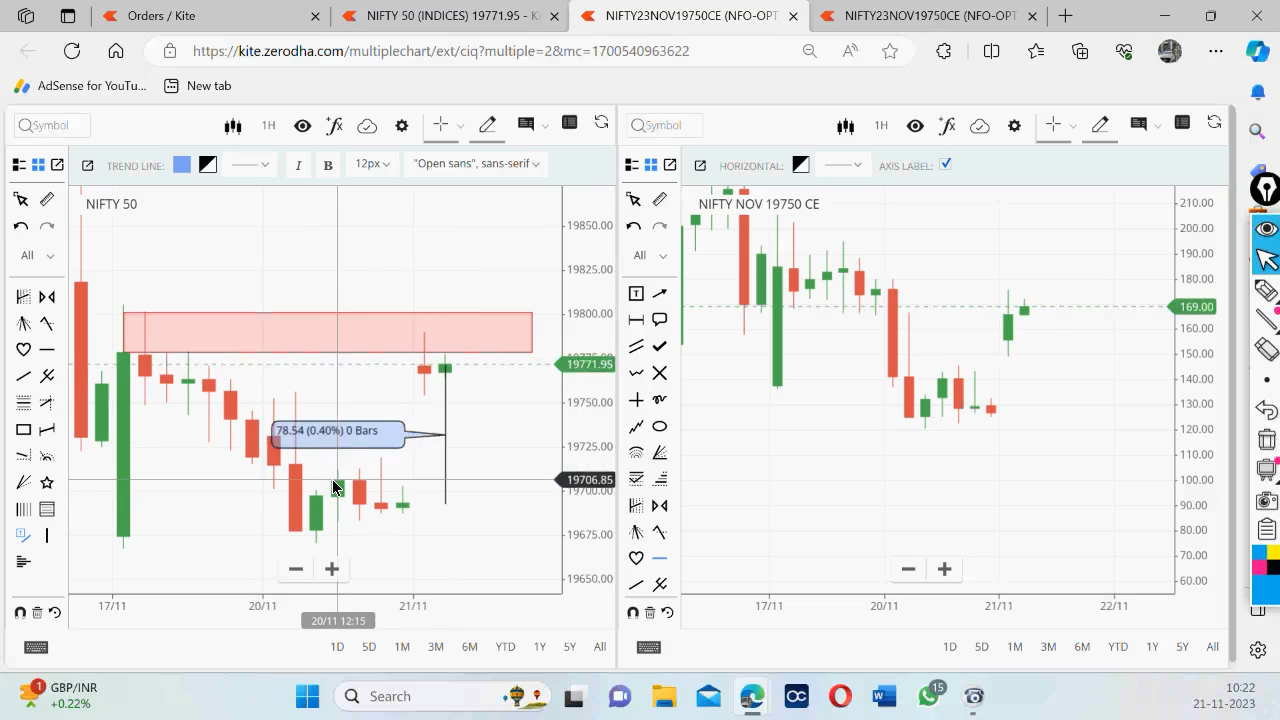 Orders / Kite
NIFTY 50 (INDICES) 19771.95 - Ki
NIFTY23NOV19750CE (NFO-OPT
NIFTY23NOV19750CE (NFO-OPT
https://kite.zerodha.com/multiplechart/ext/ciq?multiple=2&mc=1700540963622
AdSense for YouTu...
New tab
Symbol
1H
TREND LINE:
I
B
12px
"Open sans", sans-serif
All
NIFTY 50
19850.00
19825.00
19800.00
19771.95
19750.00
78.54 (0.40%) 0 Bars
19725.00
19706.85
19700.00
19675.00
19650.00
17/11
20/11
21/11
20/11 12:15
1D
5D
1M
3M
6M
YTD
1Y
5Y
All
Symbol
1H
HORIZONTAL:
AXIS LABEL:
All
NIFTY NOV 19750 CE
210.00
200.00
190.00
180.00
169.00
160.00
150.00
140.00
130.00
120.00
110.00
100.00
90.00
80.00
70.00
60.00
17/11
20/11
21/11
22/11
1D
5D
1M
3M
6M
YTD
1Y
5Y
All
1
GBP/INR
+0.22%
Search
15
10:22
21-11-2023